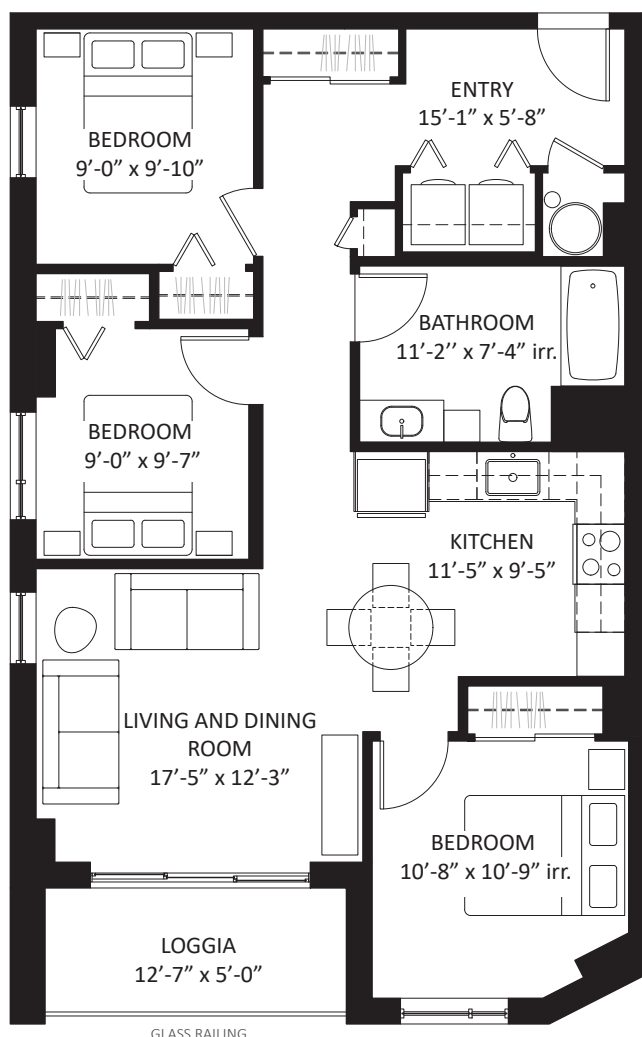 ENTRY
15’-1” x 5’-8”
BEDROOM
9’-0” x 9’-10”
BATHROOM
11’-2’’ x 7’-4” irr.
BEDROOM
9’-0” x 9’-7”
KITCHEN
11’-5” x 9’-5”
LIVING AND DINING
ROOM
17’-5” x 12’-3”
BEDROOM
10’-8” x 10’-9” irr.
LOGGIA
12’-7” x 5’-0”
GLASS RAILING